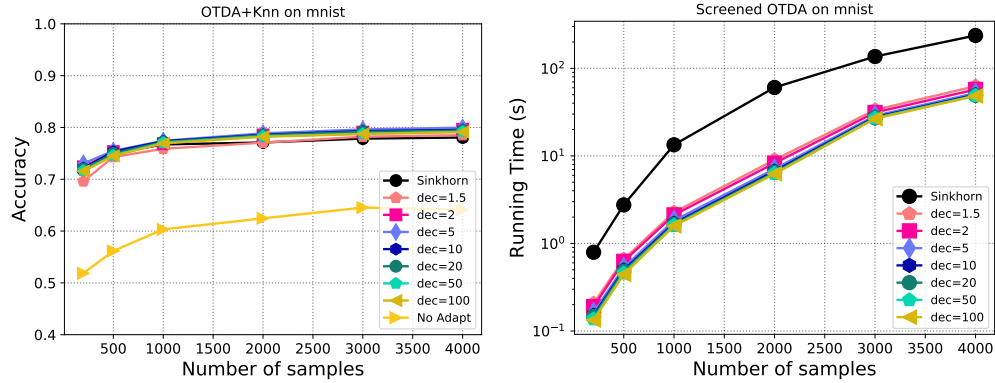 OTDA+Knn on mnist
1.0
0.9
0.8
0.7
0.6
0.5
0.4
Accuracy
500 1000 1500 2000 2500 3000 3500 4000
Number of samples
Sinkhorn
dec=1.5
dec=2
dec=5
dec=10
dec=20
dec=50
dec=100
No Adapt
Screened OTDA on mnist
10²
10¹
10⁰
10⁻¹
Running Time (s)
500 1000 1500 2000 2500 3000 3500 4000
Number of samples
Sinkhorn
dec=1.5
dec=2
dec=5
dec=10
dec=20
dec=50
dec=100